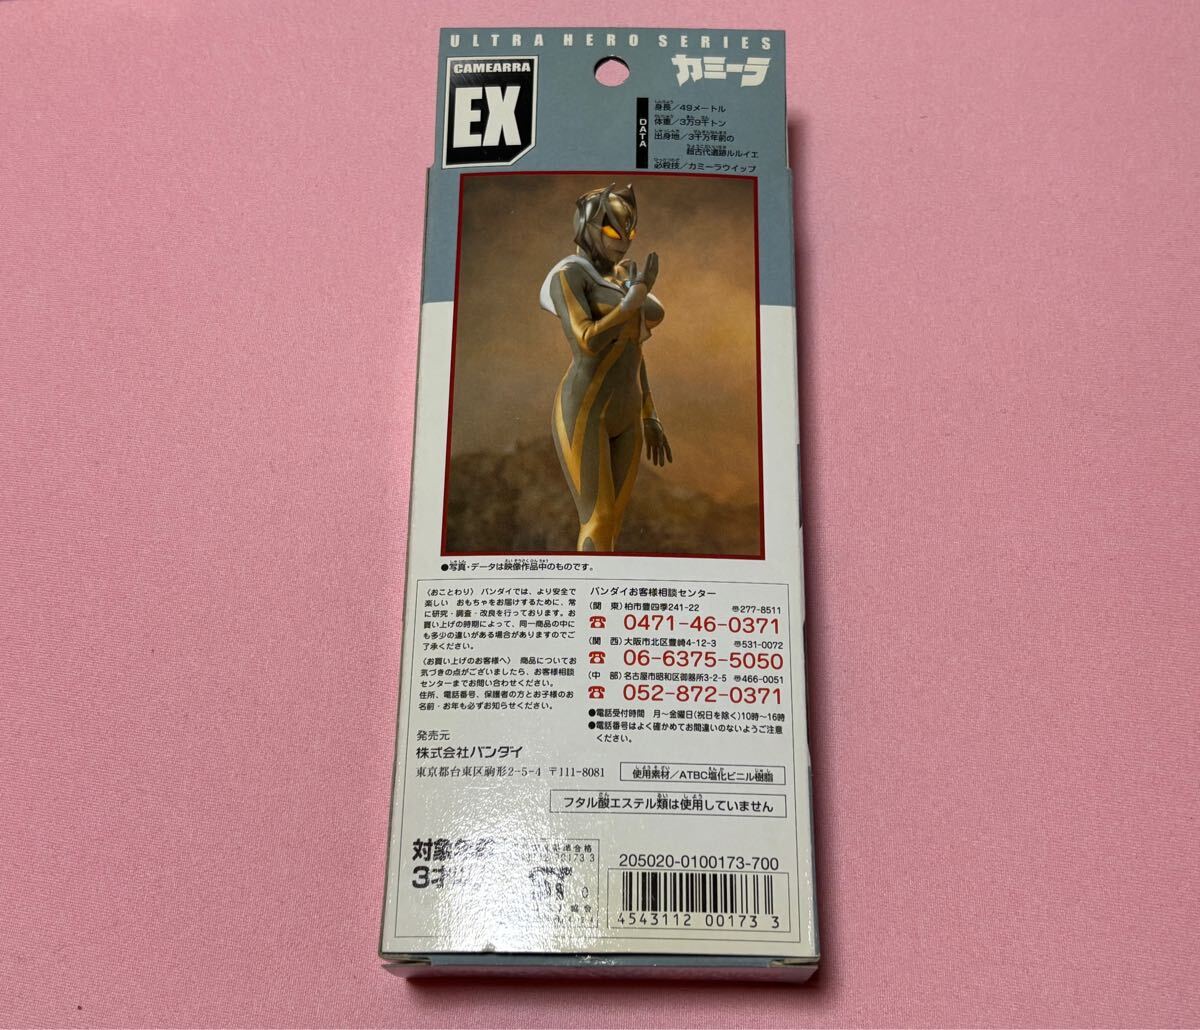 ULTRA HERO SERIES
CAMEARRA
EX
カミーラ
DATA
身長/49メートル
体重/3万9千トン
出身地/3千万年前の
超古代遺跡ルルイエ
必殺技/カミーラウイップ
●写真・データは映像作品中のものです。
〈おことわり〉 バンダイでは、より安全で
楽しい おもちゃをお届けするために、常
に研究・調査・改良を行っております。お
買い上げの時期によって、同一商品の中に
も多少の違いがある場合がありますのでご
了承ください。
〈お買い上げのお客様へ〉 商品についてお
気づきの点がございましたら、お客様相談
センターまでお問い合わせください。
住所、電話番号、保護者の方とお子様のお
名前・お年も必ずお知らせください。
バンダイお客様相談センター
(関 東)柏市豊四季241-22 〒277-8511
☎ 0471-46-0371
(関 西)大阪市北区豊崎4-12-3 〒531-0072
☎ 06-6375-5050
(中 部)名古屋市昭和区御器所3-2-5 〒466-0051
☎ 052-872-0371
●電話受付時間 月〜金曜日(祝日を除く)10時〜16時
●電話番号はよく確かめてお間違いのないようご注意
ください。
発売元
株式会社バンダイ
東京都台東区駒形2-5-4 〒111-8081
使用素材/ATBC塩化ビニル樹脂
フタル酸エステル類は使用していません
対象
3才
合格
00173 3
協会
205020-0100173-700
4543112 00173 3